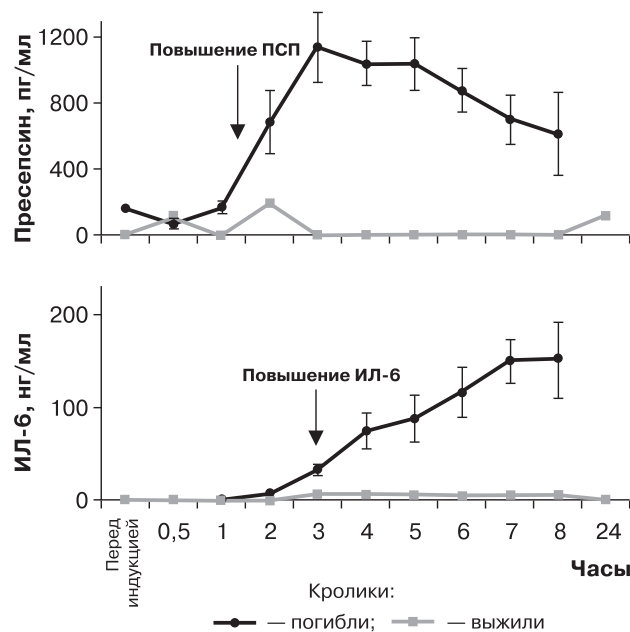 Пресепсин, пг/мл
1200
800
400
0
Повышение ПСП
ИЛ-6, нг/мл
200
100
0
Повышение ИЛ-6
Перед
индукцией
0,5 1 2 3 4 5 6 7 8 24
Часы
Кролики:
— погибли; — выжили